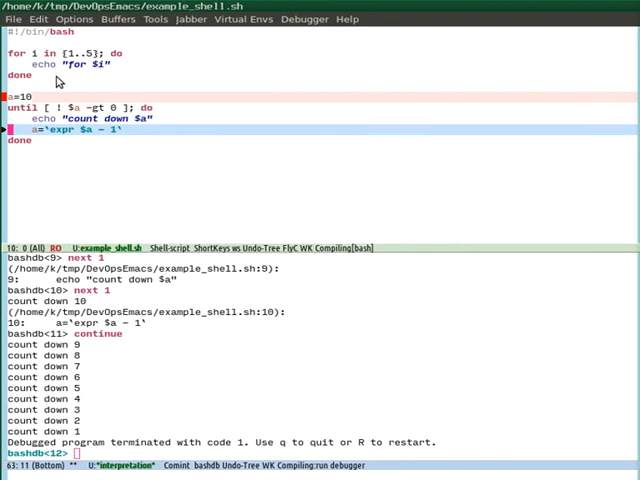 /home/k/tmp/DevOpsEmacs/example_shell.sh
File Edit Options Buffers Tools Jabber Virtual Envs Debugger Help
#!/bin/bash
for i in {1..5}; do
echo "for $i"
done
a=10
until [ ! $a -gt 0 ]; do
echo "count down $a"
a=`expr $a - 1`
done
10: 0 (All) RO U:example_shell.sh Shell-script ShortKeys ws Undo-Tree FlyC WK Compiling[bash]
bashdb<9> next 1
(/home/k/tmp/DevOpsEmacs/example_shell.sh:9):
9: echo "count down $a"
bashdb<10> next 1
count down 10
(/home/k/tmp/DevOpsEmacs/example_shell.sh:10):
10: a=`expr $a - 1`
bashdb<11> continue
count down 9
count down 8
count down 7
count down 6
count down 5
count down 4
count down 3
count down 2
count down 1
Debugged program terminated with code 1. Use q to quit or R to restart.
bashdb<12>
63: 11 (Bottom) ** U:*interpretation* Comint bashdb Undo-Tree WK Compiling:run debugger